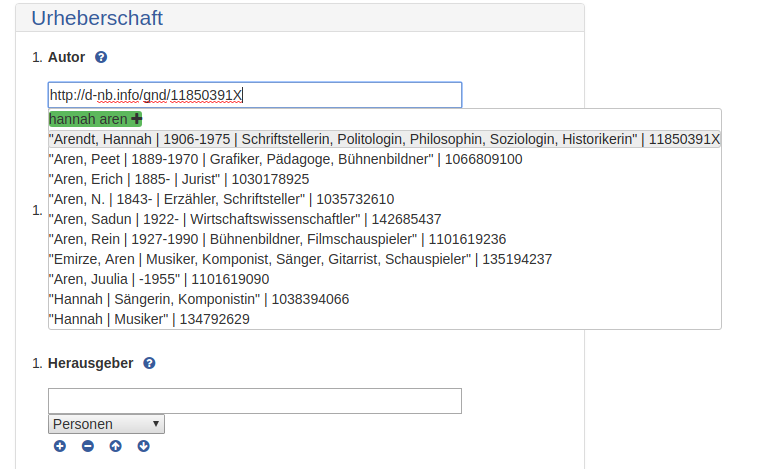 Urheberschaft
1. Autor ?
http://d-nb.info/gnd/11850391X
hannah aren +
"Arendt, Hannah | 1906-1975 | Schriftstellerin, Politologin, Philosophin, Soziologin, Historikerin" | 11850391X
"Aren, Peet | 1889-1970 | Grafiker, Pädagoge, Bühnenbildner" | 1066809100
"Aren, Erich | 1885- | Jurist" | 1030178925
"Aren, N. | 1843- | Erzähler, Schriftsteller" | 1035732610
1.
"Aren, Sadun | 1922- | Wirtschaftswissenschaftler" | 142685437
"Aren, Rein | 1927-1990 | Bühnenbildner, Filmschauspieler" | 1101619236
"Emirze, Aren | Musiker, Komponist, Sänger, Gitarrist, Schauspieler" | 135194237
"Aren, Juulia | -1955" | 1101619090
"Hannah | Sängerin, Komponistin" | 1038394066
"Hannah | Musiker" | 134792629
1. Herausgeber ?
Personen